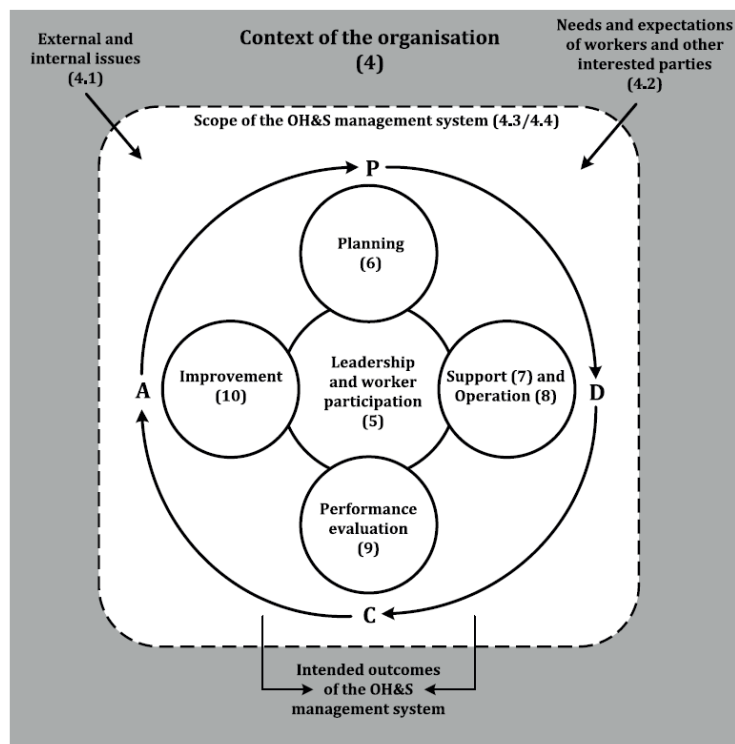 External and
internal issues
(4.1)
Context of the organisation
(4)
Needs and expectations
of workers and other
interested parties
(4.2)
Scope of the OH&S management system (4.3/4.4)
P
Planning
(6)
A
Improvement
(10)
Leadership
and worker
participation
(5)
Support (7) and
Operation (8)
D
Performance
evaluation
(9)
C
Intended outcomes
of the OH&S
management system